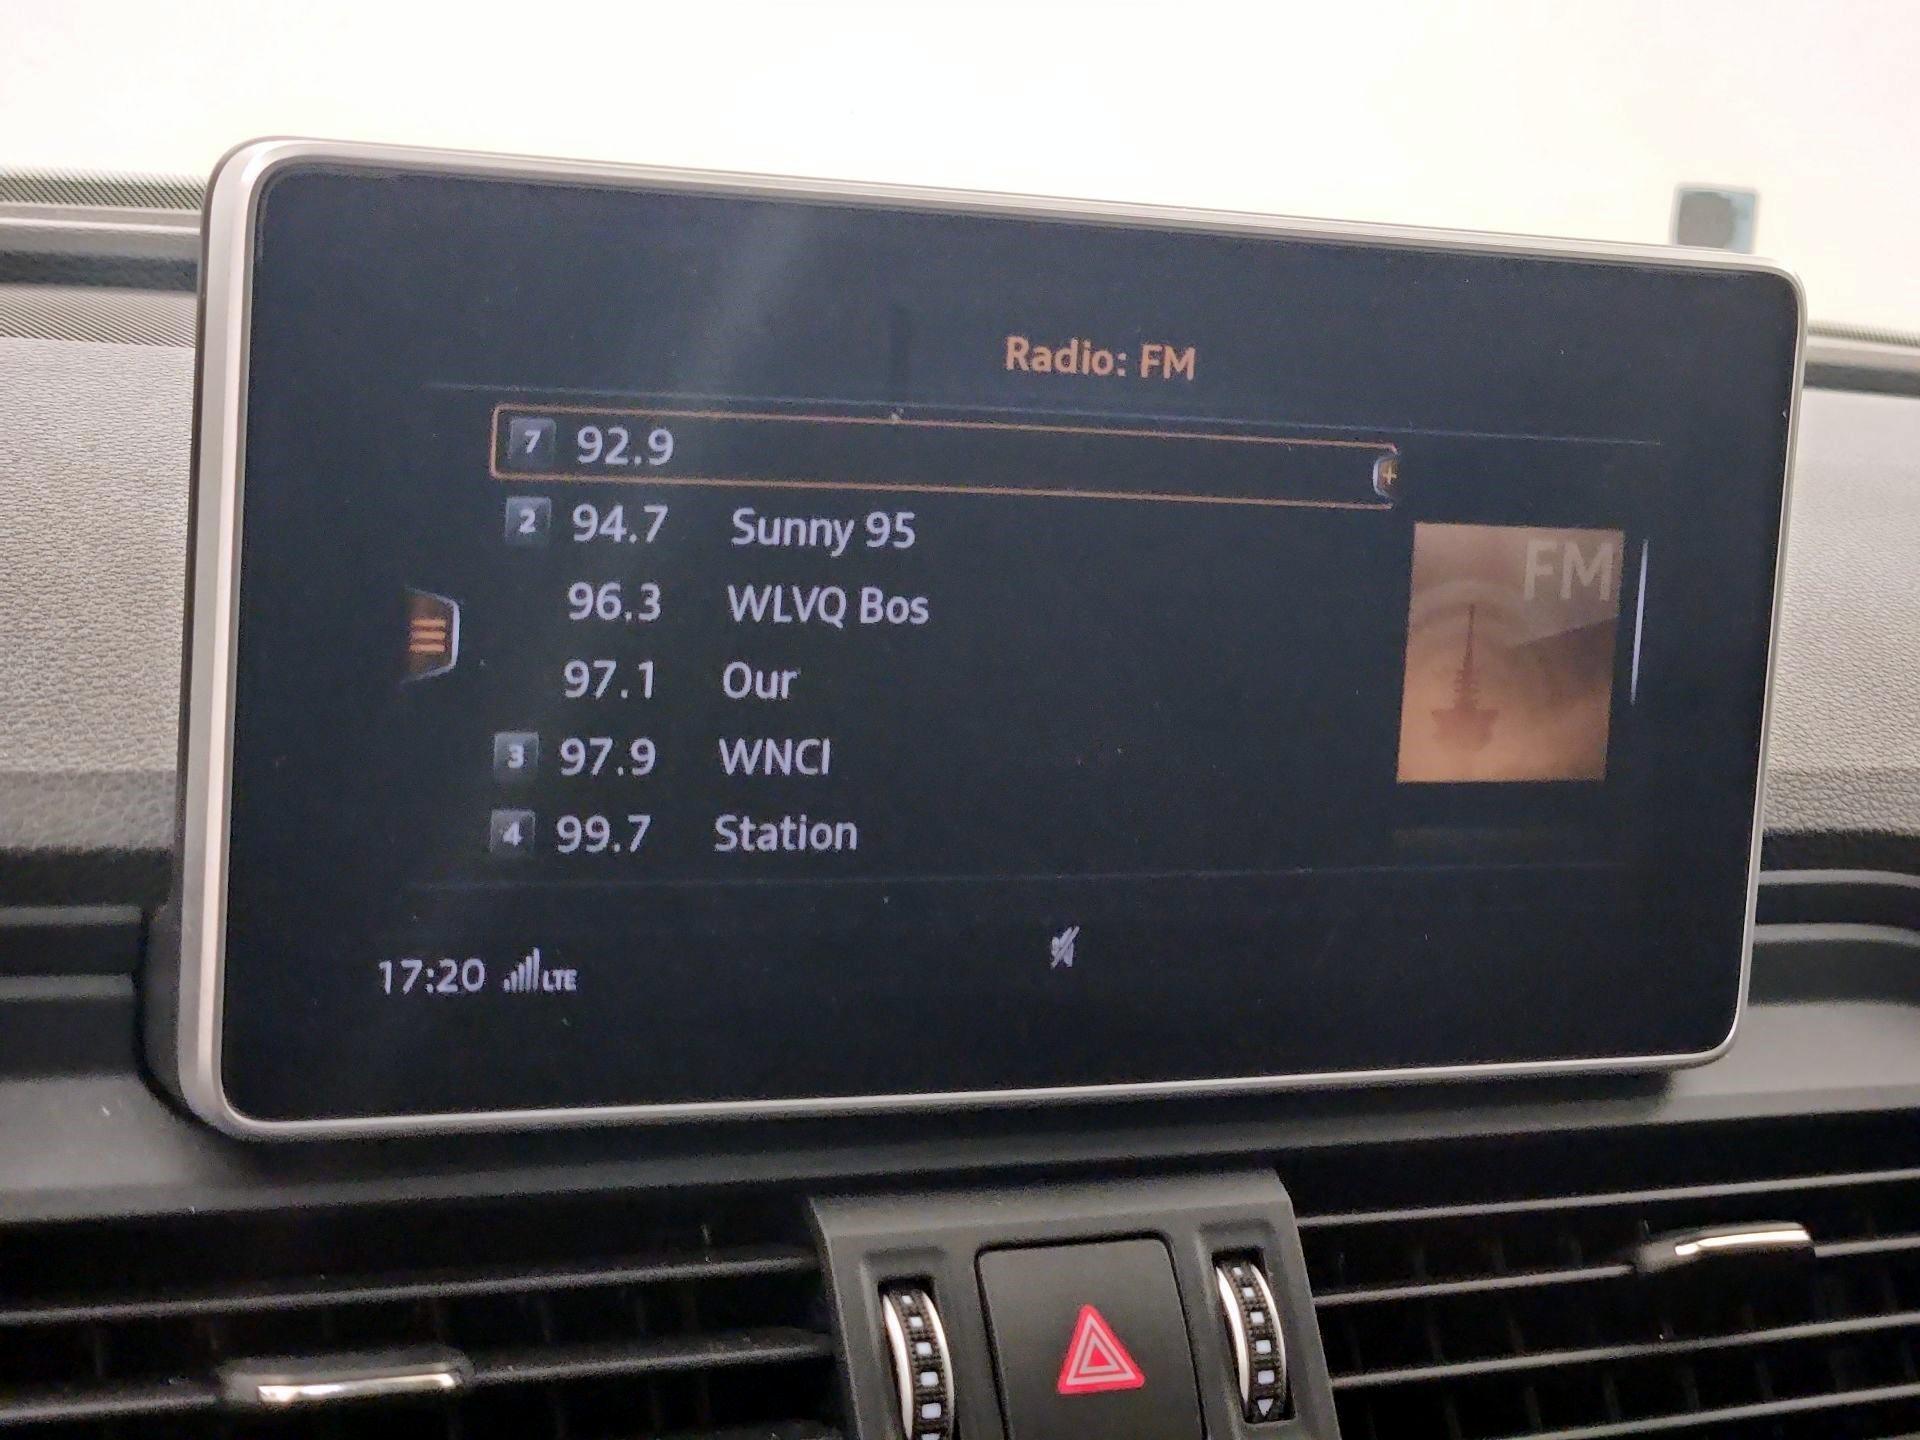 Radio: FM
7 92.9
2 94.7 Sunny 95
96.3 WLVQ Bos
97.1 Our
3 97.9 WNCI
4 99.7 Station
FM
17:20 LTE